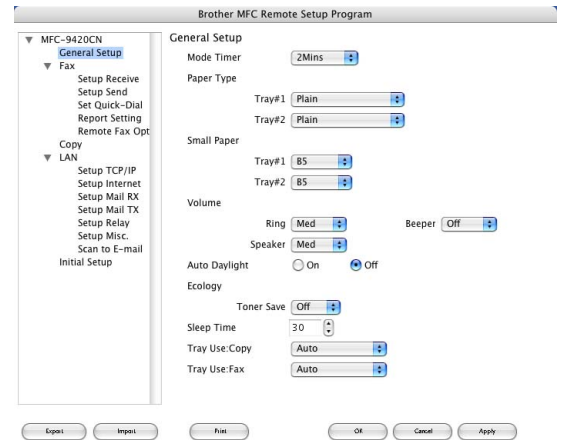 Brother MFC Remote Setup Program
MFC-9420CN
General Setup
Fax
Setup Receive
Setup Send
Set Quick-Dial
Report Setting
Remote Fax Opt
Copy
LAN
Setup TCP/IP
Setup Internet
Setup Mail RX
Setup Mail TX
Setup Relay
Setup Misc.
Scan to E-mail
Initial Setup
General Setup
Mode Timer 2Mins
Paper Type
Tray#1 Plain
Tray#2 Plain
Small Paper
Tray#1 B5
Tray#2 B5
Volume
Ring Med Beeper Off
Speaker Med
Auto Daylight On Off
Ecology
Toner Save Off
Sleep Time 30
Tray Use:Copy Auto
Tray Use:Fax Auto
Export Import Print OK Cancel Apply